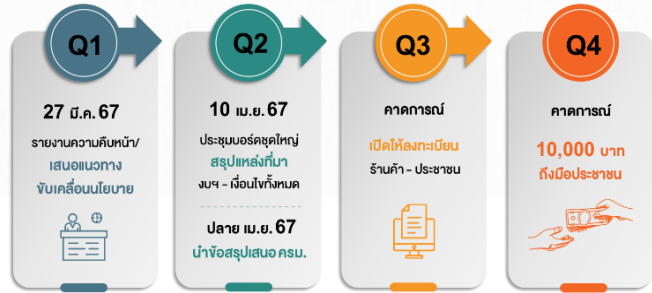 Q1
27 มี.ค. 67
รายงานความคืบหน้า/
เสนอแนวทาง
ขับเคลื่อนนโยบาย
Q2
10 เม.ย. 67
ประชุมบอร์ดชุดใหญ่
สรุปแหล่งที่มา
งบฯ - เงื่อนไขทั้งหมด
ปลาย เม.ย. 67
นำข้อสรุปเสนอ ครม.
Q3
คาดการณ์
เปิดให้ลงทะเบียน
ร้านค้า - ประชาชน
Q4
คาดการณ์
10,000 บาท
ถึงมือประชาชน